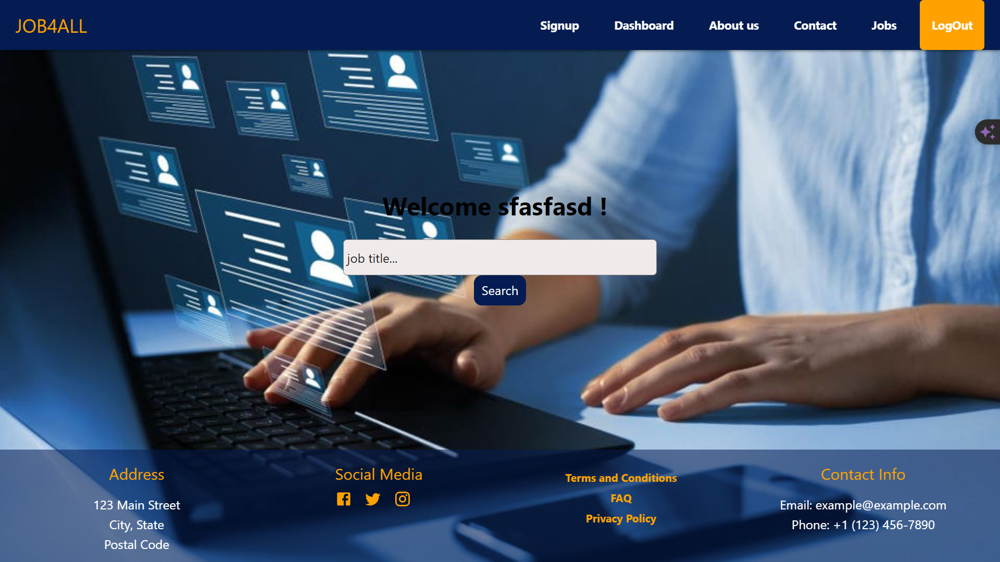 JOB4ALL
Signup
Dashboard
About us
Contact
Jobs
LogOut
Welcome sfasfasd !
job title...
Search
Address
123 Main Street
City, State
Postal Code
Social Media
Terms and Conditions
FAQ
Privacy Policy
Contact Info
Email: example@example.com
Phone: +1 (123) 456-7890